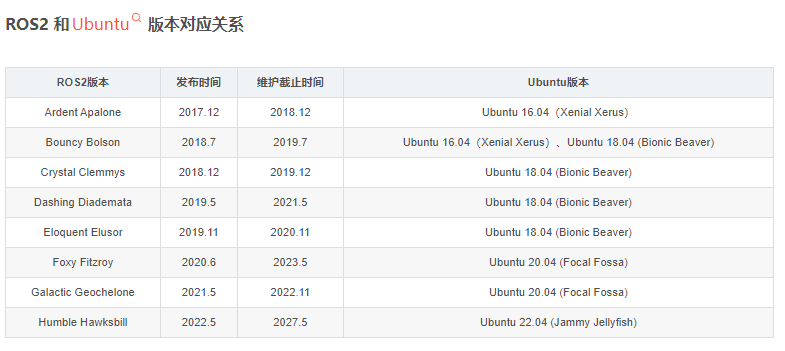 ROS2 和Ubuntu 版本对应关系
ROS2版本 发布时间 维护截止时间 Ubuntu版本
Ardent Apalone 2017.12 2018.12 Ubuntu 16.04（Xenial Xerus）
Bouncy Bolson 2018.7 2019.7 Ubuntu 16.04（Xenial Xerus）、Ubuntu 18.04 (Bionic Beaver)
Crystal Clemmys 2018.12 2019.12 Ubuntu 18.04 (Bionic Beaver)
Dashing Diademata 2019.5 2021.5 Ubuntu 18.04 (Bionic Beaver)
Eloquent Elusor 2019.11 2020.11 Ubuntu 18.04 (Bionic Beaver)
Foxy Fitzroy 2020.6 2023.5 Ubuntu 20.04 (Focal Fossa)
Galactic Geochelone 2021.5 2022.11 Ubuntu 20.04 (Focal Fossa)
Humble Hawksbill 2022.5 2027.5 Ubuntu 22.04 (Jammy Jellyfish)